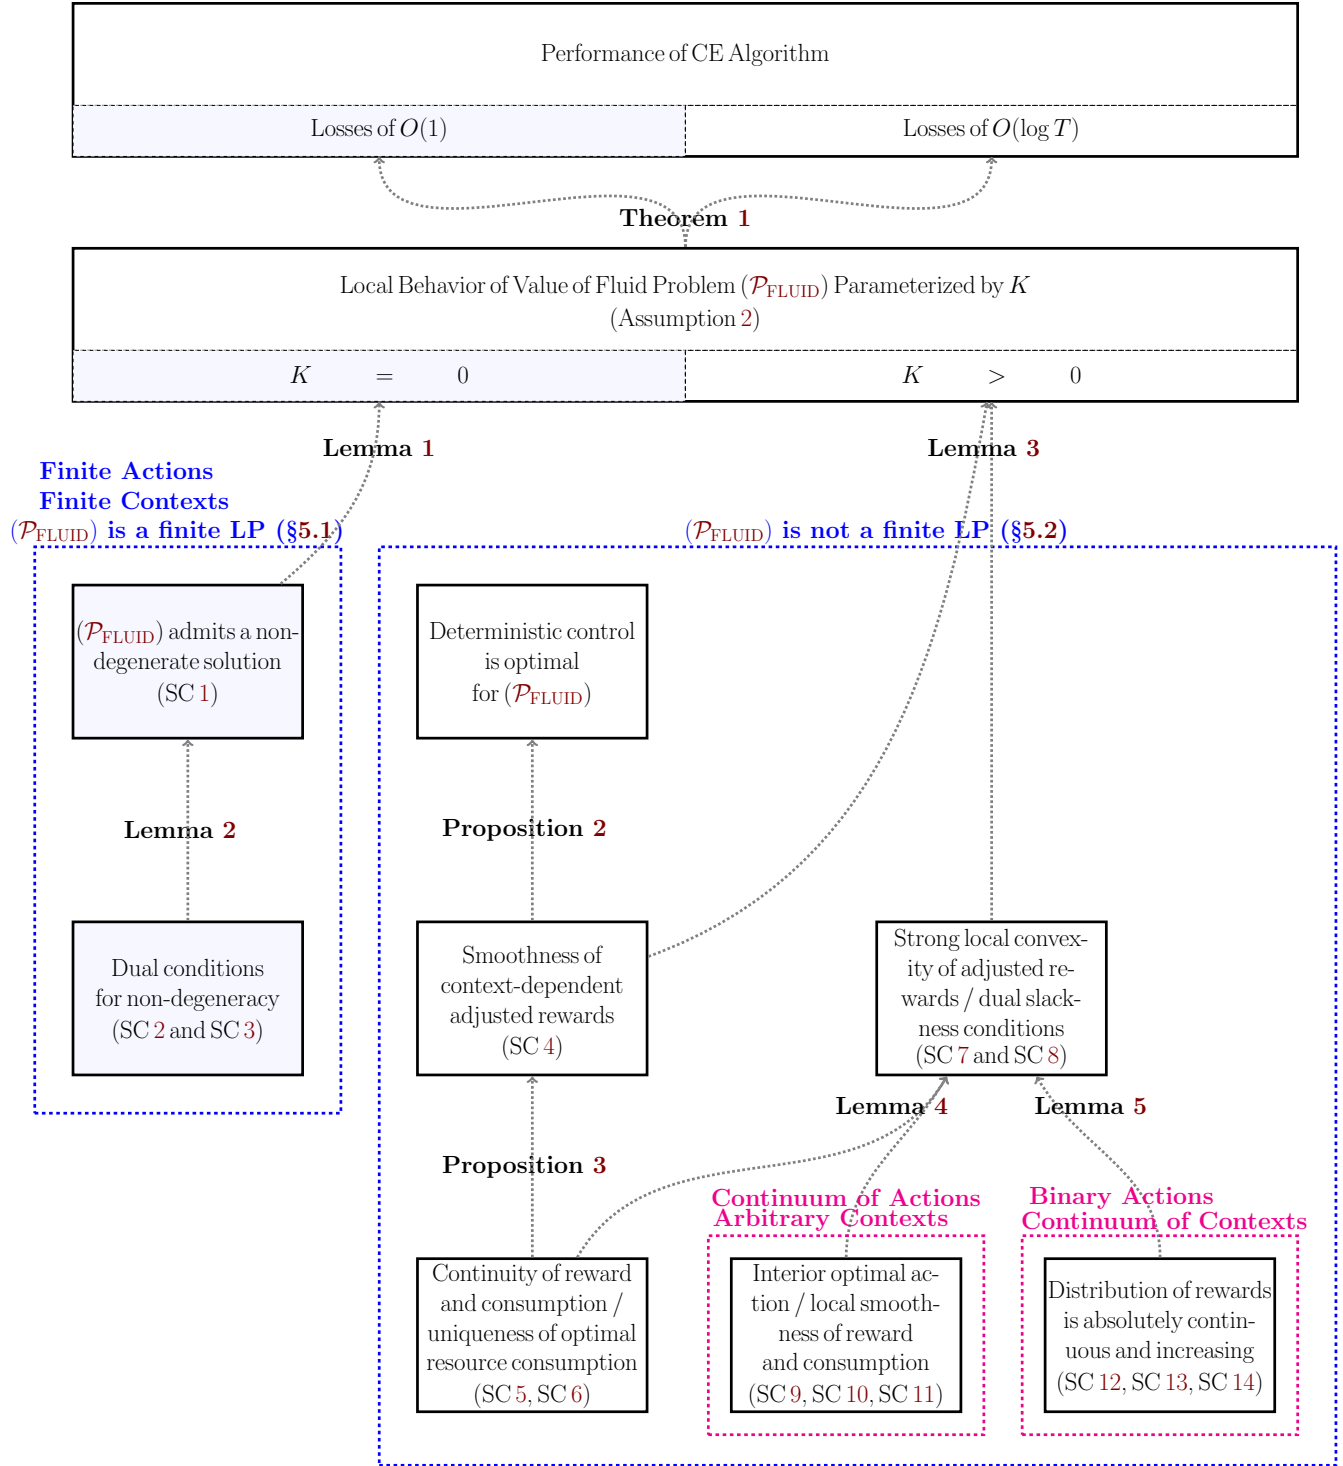 Performance of CE Algorithm
Losses of O(1)
Losses of O(log T)
Theorem 1
Local Behavior of Value of Fluid Problem (𝒫FLUID) Parameterized by K
(Assumption 2)
K = 0
K > 0
Lemma 1
Lemma 3
Finite Actions
Finite Contexts
(𝒫FLUID) is a finite LP (§5.1)
(𝒫FLUID) is not a finite LP (§5.2)
(𝒫FLUID) admits a non-
degenerate solution
(SC 1)
Deterministic control
is optimal
for (𝒫FLUID)
Lemma 2
Proposition 2
Dual conditions
for non-degeneracy
(SC 2 and SC 3)
Smoothness of
context-dependent
adjusted rewards
(SC 4)
Strong local convex-
ity of adjusted re-
wards / dual slack-
ness conditions
(SC 7 and SC 8)
Lemma 4
Lemma 5
Proposition 3
Continuum of Actions
Arbitrary Contexts
Binary Actions
Continuum of Contexts
Continuity of reward
and consumption /
uniqueness of optimal
resource consumption
(SC 5, SC 6)
Interior optimal ac-
tion / local smooth-
ness of reward
and consumption
(SC 9, SC 10, SC 11)
Distribution of rewards
is absolutely contin-
uous and increasing
(SC 12, SC 13, SC 14)